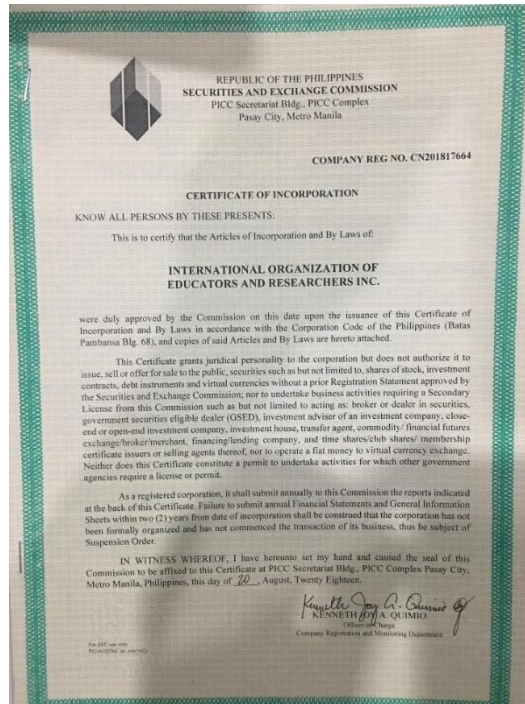 REPUBLIC OF THE PHILIPPINES
SECURITIES AND EXCHANGE COMMISSION
PICC Secretariat Bldg., PICC Complex
Pasay City, Metro Manila
COMPANY REG NO. CN201817664
CERTIFICATE OF INCORPORATION
KNOW ALL PERSONS BY THESE PRESENTS:
This is to certify that the Articles of Incorporation and By Laws of:
INTERNATIONAL ORGANIZATION OF
EDUCATORS AND RESEARCHERS INC.
were duly approved by the Commission on this date upon the issuance of this Certificate of
Incorporation and By Laws in accordance with the Corporation Code of the Philippines (Batas
Pambansa Blg. 68), and copies of said Articles and By Laws are hereto attached.
This Certificate grants juridical personality to the corporation but does not authorize it to
issue, sell or offer for sale to the public, securities such as but not limited to, shares of stock, investment
contracts, debt instruments and virtual currencies without a prior Registration Statement approved by
the Securities and Exchange Commission; nor to undertake business activities requiring a Secondary
License from this Commission such as but not limited to acting as: broker or dealer in securities,
government securities eligible dealer (GSED), investment adviser of an investment company, close-
end or open-end investment company, investment house, transfer agent, commodity/ financial futures
exchange/broker/merchant, financing/lending company, and time shares/club shares/ membership
certificate issuers or selling agents thereof; nor to operate a fiat money to virtual currency exchange.
Neither does this Certificate constitute a permit to undertake activities for which other government
agencies require a license or permit.
As a registered corporation, it shall submit annually to this Commission the reports indicated
at the back of this Certificate. Failure to submit annual Financial Statements and General Information
Sheets within two (2) years from date of incorporation shall be construed that the corporation has not
been formally organized and has not commenced the transaction of its business, thus be subject of
Suspension Order.
IN WITNESS WHEREOF, I have hereunto set my hand and caused the seal of this
Commission to be affixed to this Certificate at PICC Secretariat Bldg., PICC Complex Pasay City,
Metro Manila, Philippines, this day of 20, August, Twenty Eighteen.
Kenneth Joy A. Quimio
KENNETH JOY A. QUIMIO
Officer-in-Charge
Company Registration and Monitoring Department